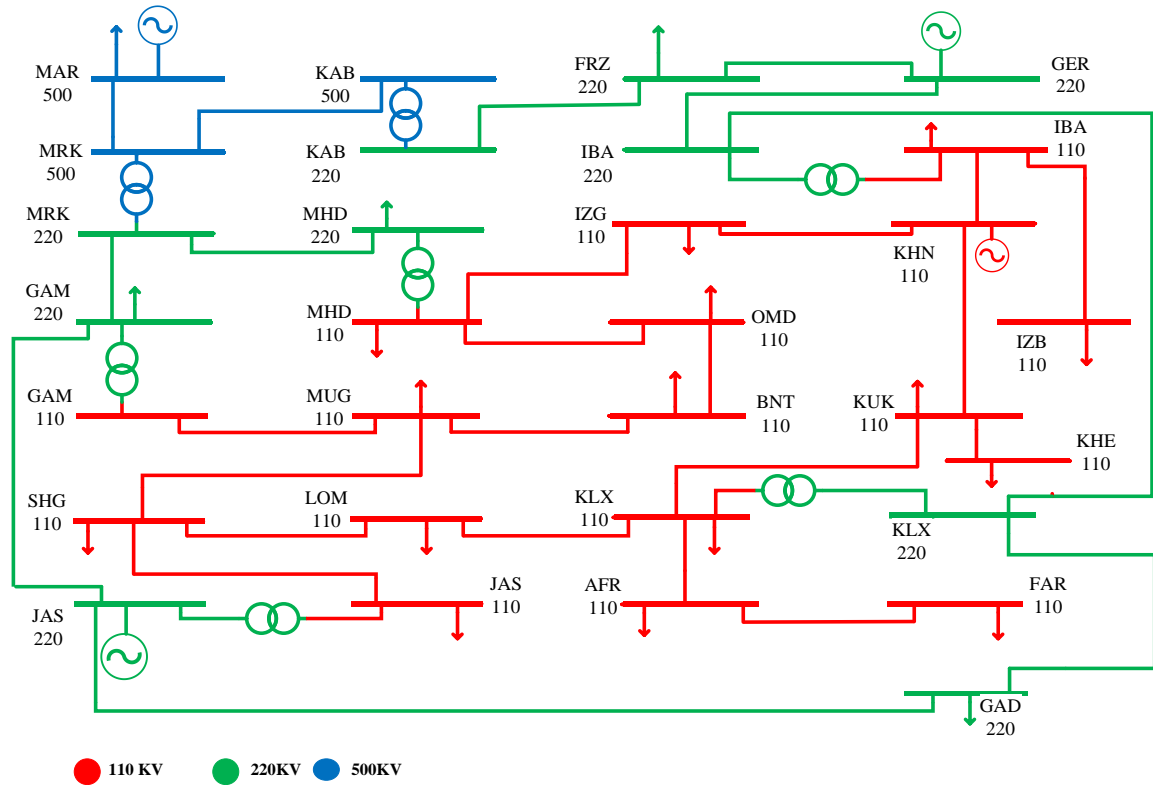 MAR
500
KAB
500
FRZ
220
GER
220
MRK
500
KAB
220
IBA
220
IBA
110
MRK
220
MHD
220
IZG
110
KHN
110
GAM
220
MHD
110
OMD
110
IZB
110
GAM
110
MUG
110
BNT
110
KUK
110
KHE
110
SHG
110
LOM
110
KLX
110
KLX
220
JAS
220
JAS
110
AFR
110
FAR
110
GAD
220
110 KV
220KV
500KV